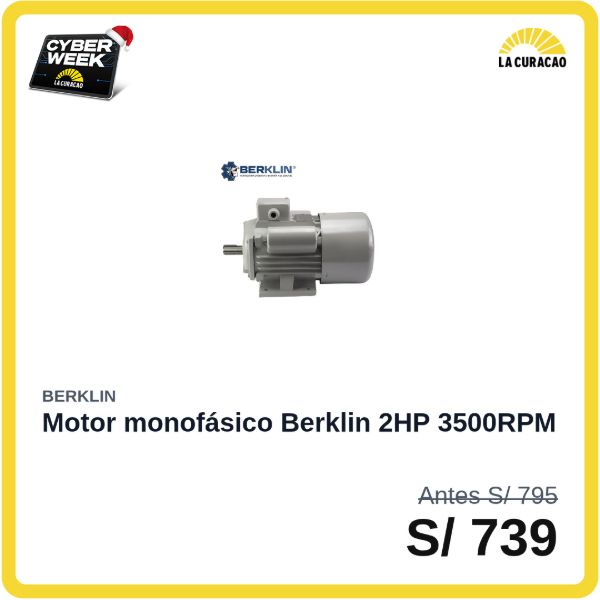 CYBER
WEEK
LA CURACAO
LA CURACAO
BERKLIN®
BERKLIN
Motor monofásico Berklin 2HP 3500RPM
Antes S/ 795
S/ 739